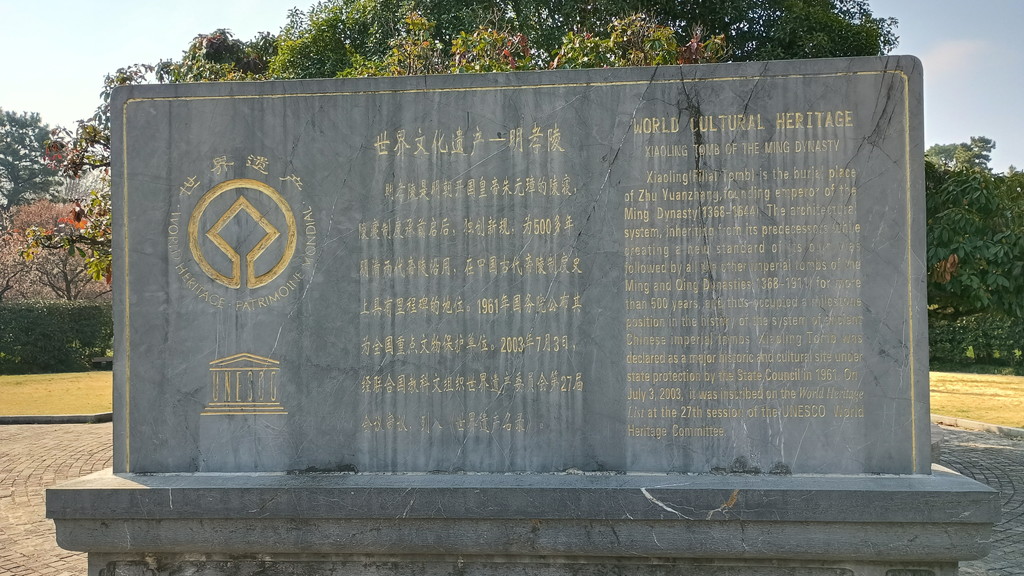 世界遗产
WORLD HERITAGE • PATRIMOINE MONDIAL
UNESCO
世界文化遗产—明孝陵
明孝陵是明朝开国皇帝朱元璋的陵寝,
陵寝制度承前启后,独创新规,为500多年
明清两代帝陵沿用,在中国古代帝陵制度史
上具有里程碑的地位。1961年国务院公布其
为全国重点文物保护单位。2003年7月3日,
经联合国教科文组织世界遗产委员会第27届
会议审议,列入《世界遗产名录》。
WORLD CULTURAL HERITAGE
XIAOLING TOMB OF THE MING DYNASTY
Xiaoling (Filial Tomb) is the burial place
of Zhu Yuanzhang, founding emperor of the
Ming Dynasty (1368-1644). The architectural
system, inheriting from its predecessors while
creating a new standard of its own, was
followed by all the other imperial tombs of the
Ming and Qing Dynasties (1368-1911) for more
than 500 years, and thus occupied a milestone
position in the history of the system of ancient
Chinese imperial tombs. Xiaoling Tomb was
declared as a major historic and cultural site under
state protection by the State Council in 1961. On
July 3, 2003, it was inscribed on the World Heritage
List at the 27th session of the UNESCO World
Heritage Committee.